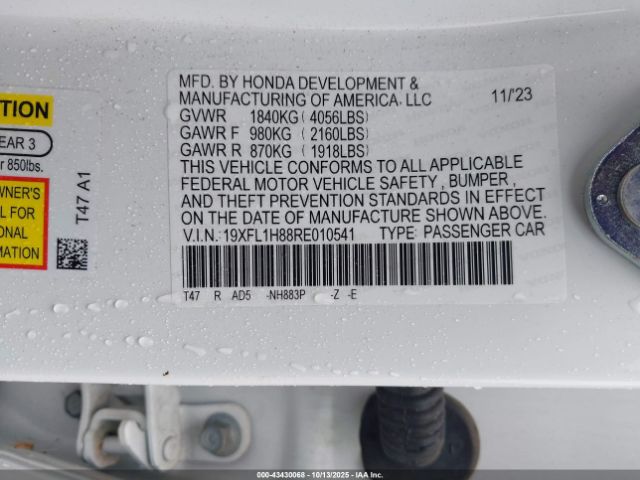 MFD. BY HONDA DEVELOPMENT &
MANUFACTURING OF AMERICA, LLC 11/'23
GVWR 1840KG ( 4056LBS)
GAWR F 980KG ( 2160LBS)
GAWR R 870KG ( 1918LBS)
THIS VEHICLE CONFORMS TO ALL APPLICABLE
FEDERAL MOTOR VEHICLE SAFETY , BUMPER ,
AND THEFT PREVENTION STANDARDS IN EFFECT
ON THE DATE OF MANUFACTURE SHOWN ABOVE.
V.I.N.: 19XFL1H88RE010541 TYPE: PASSENGER CAR
T47 R AD5 -NH883P -Z -E
TION
EAR 3
r 850lbs.
WNER'S
L FOR
IONAL
MATION
T47 A1
000-43430068 - 10/13/2025 - IAA Inc.